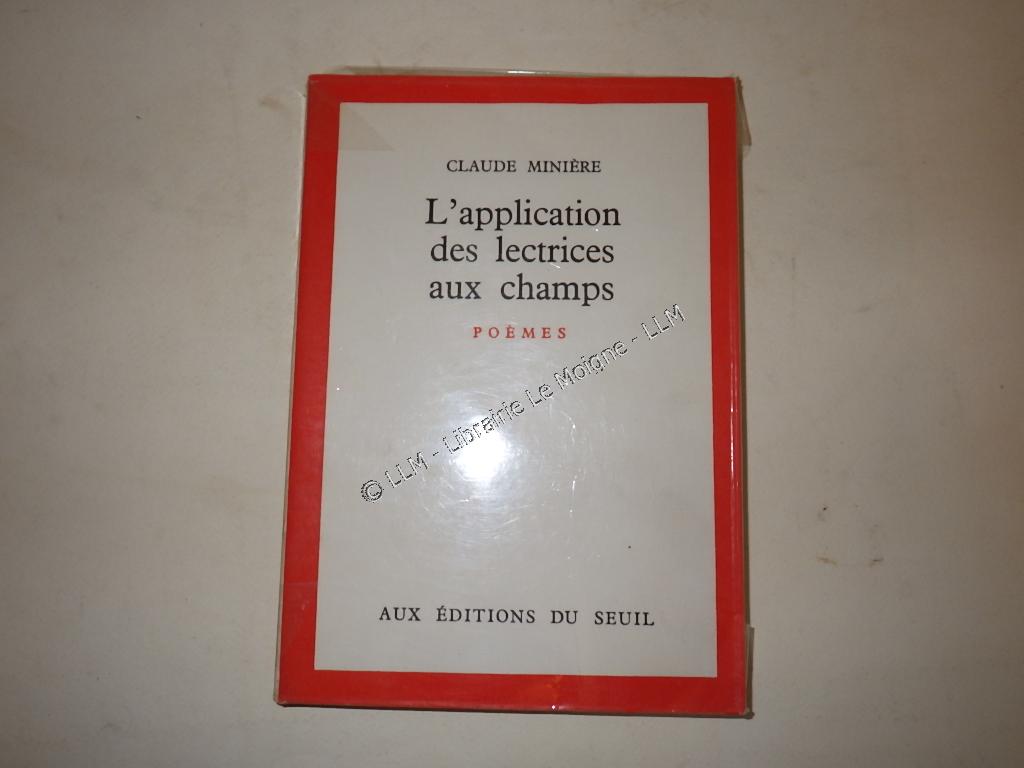 CLAUDE MINIÈRE
L'application
des lectrices
aux champs
POÈMES
© LLM - Librairie Le Moigne - LLM
AUX ÉDITIONS DU SEUIL